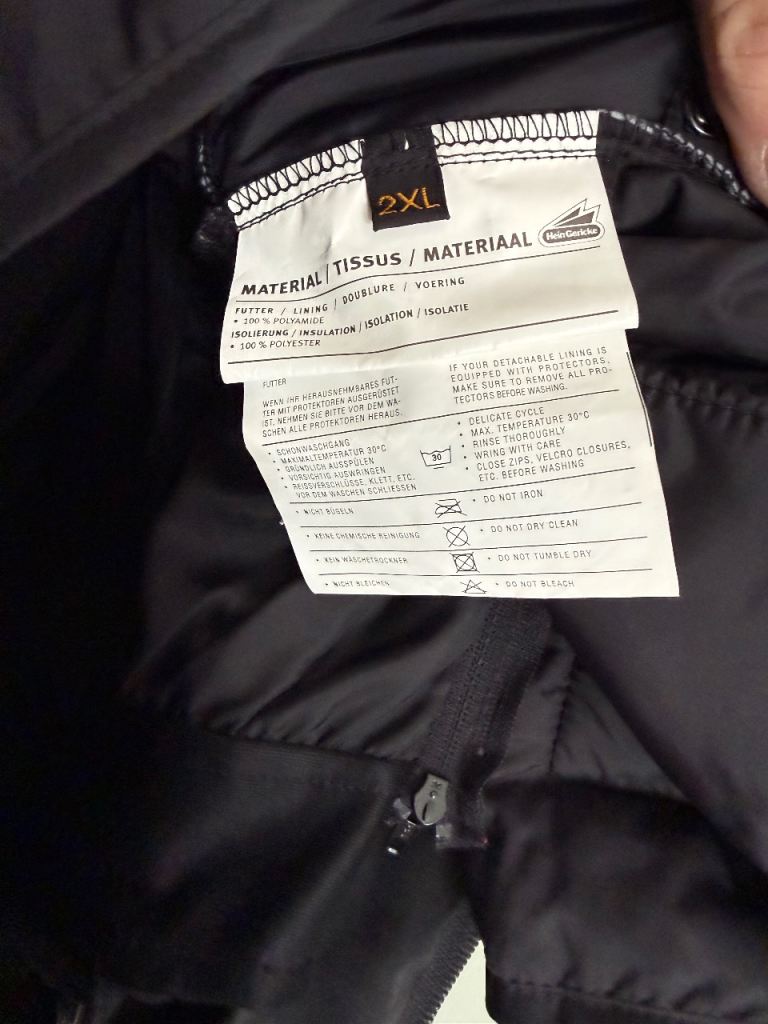 2XL
Hein Gericke
MATERIAL / TISSUS / MATERIAAL
FUTTER / LINING / DOUBLURE / VOERING
• 100 % POLYAMIDE
ISOLIERUNG / INSULATION / ISOLATION / ISOLATIE
• 100 % POLYESTER
FUTTER
WENN IHR HERAUSNEHMBARES FUT-
TER MIT PROTEKTOREN AUSGERÜSTET
IST, NEHMEN SIE BITTE VOR DEM WA-
SCHEN ALLE PROTEKTOREN HERAUS.
IF YOUR DETACHABLE LINING IS
EQUIPPED WITH PROTECTORS,
MAKE SURE TO REMOVE ALL PRO-
TECTORS BEFORE WASHING.
• SCHONWASCHGANG
• MAXIMALTEMPERATUR 30°C
• GRÜNDLICH AUSSPÜLEN
• VORSICHTIG AUSWRINGEN
• REISSVERSCHLÜSSE, KLETT, ETC.
VOR DEM WASCHEN SCHLIESSEN
30
• DELICATE CYCLE
• MAX. TEMPERATURE 30°C
• RINSE THOROUGHLY
• WRING WITH CARE
• CLOSE ZIPS, VELCRO CLOSURES,
ETC. BEFORE WASHING
• NICHT BÜGELN
• DO NOT IRON
• KEINE CHEMISCHE REINIGUNG
• DO NOT DRY CLEAN
• KEIN WÄSCHETROCKNER
• DO NOT TUMBLE DRY
• NICHT BLEICHEN
• DO NOT BLEACH